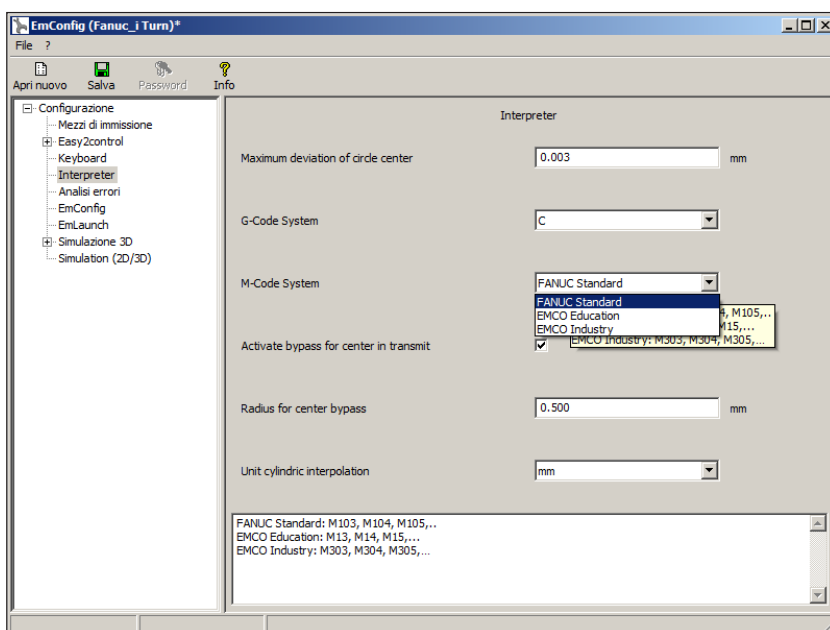 EmConfig (Fanuc_i Turn)*
File ?
Apri nuovo Salva Password Info
Configurazione
Mezzi di immissione
Easy2control
Keyboard
Interpreter
Analisi errori
EmConfig
EmLaunch
Simulazione 3D
Simulation (2D/3D)
Interpreter
Maximum deviation of circle center 0.003 mm
G-Code System C
M-Code System FANUC Standard
FANUC Standard
EMCO Education
EMCO Industry
4, M105,..
M15,...
EMCO Industry: M303, M304, M305,...
Activate bypass for center in transmit
Radius for center bypass 0.500 mm
Unit cylindric interpolation mm
FANUC Standard: M103, M104, M105,..
EMCO Education: M13, M14, M15,...
EMCO Industry: M303, M304, M305,...